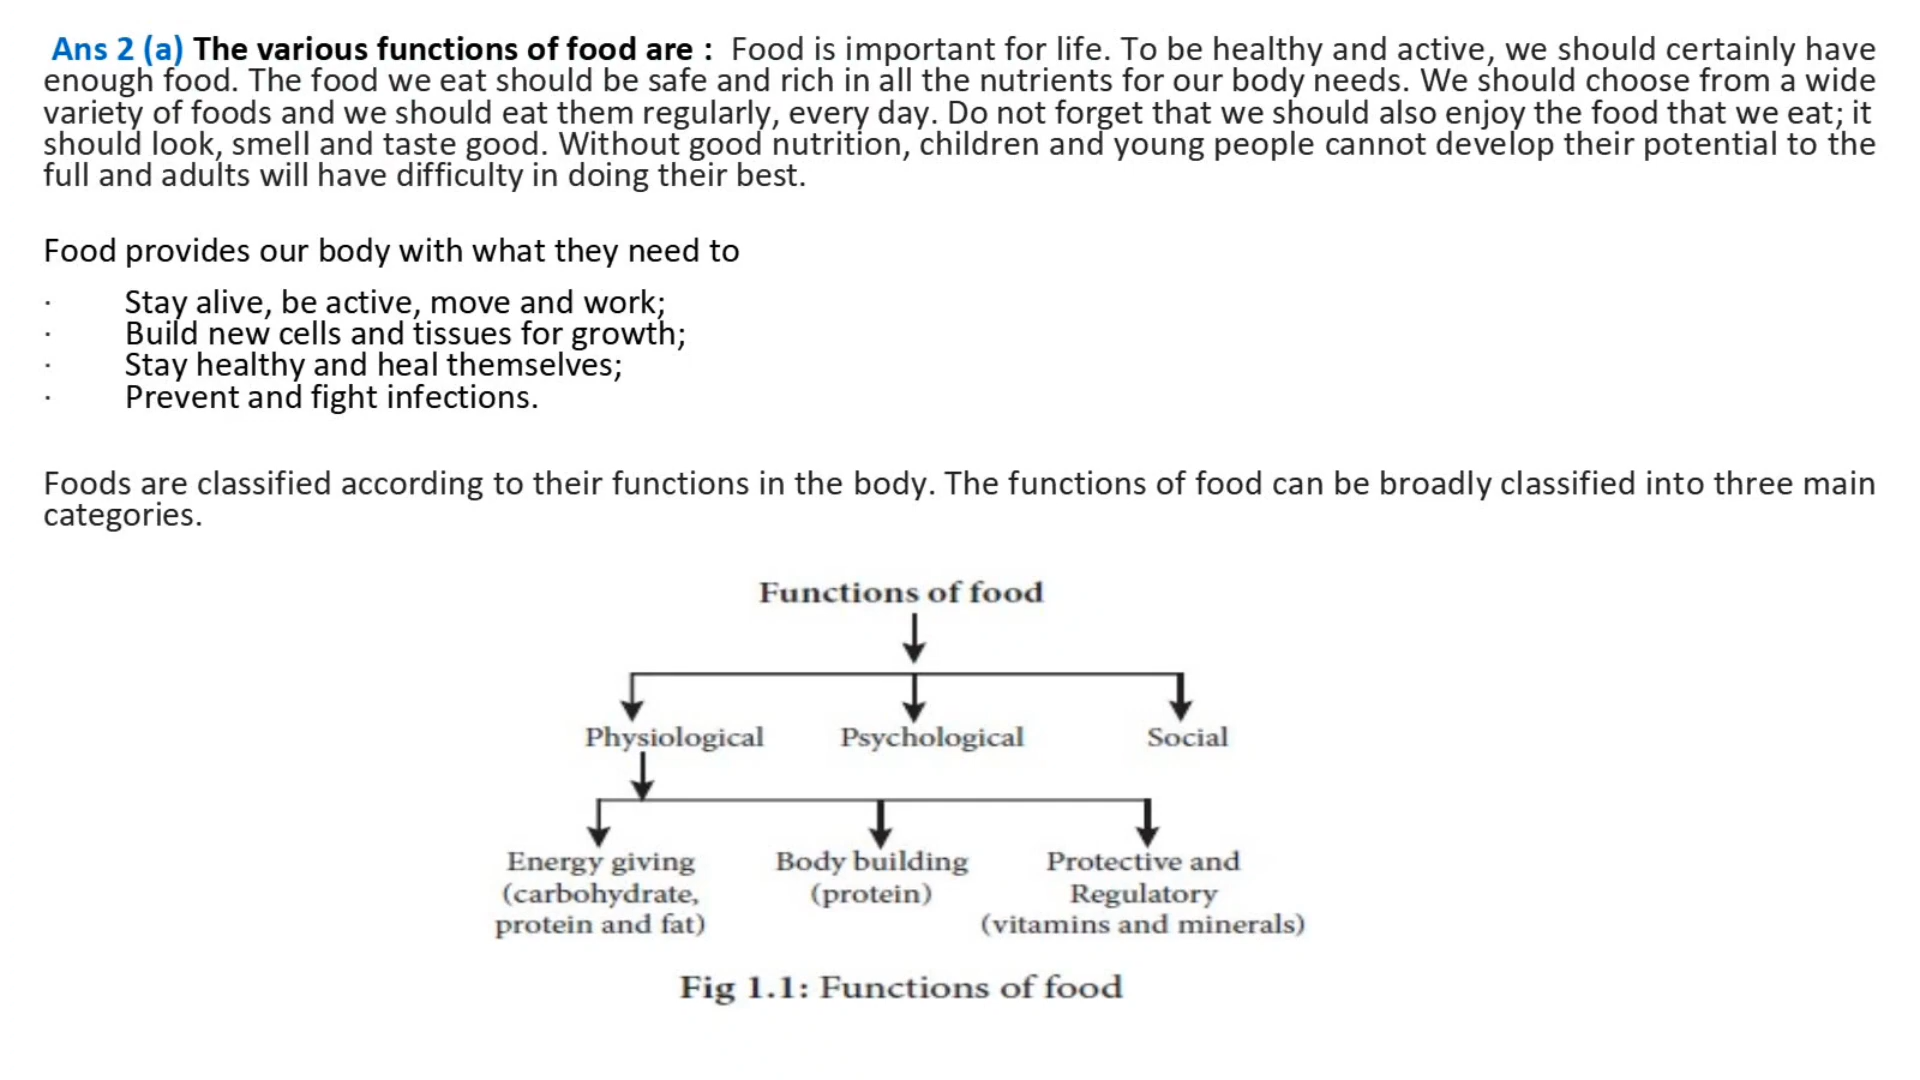 Ans 2 (a) The various functions of food are : Food is important for life. To be healthy and active, we should certainly have
enough food. The food we eat should be safe and rich in all the nutrients for our body needs. We should choose from a wide
variety of foods and we should eat them regularly, every day. Do not forget that we should also enjoy the food that we eat; it
should look, smell and taste good. Without good nutrition, children and young people cannot develop their potential to the
full and adults will have difficulty in doing their best.
Food provides our body with what they need to
· Stay alive, be active, move and work;
· Build new cells and tissues for growth;
· Stay healthy and heal themselves;
· Prevent and fight infections.
Foods are classified according to their functions in the body. The functions of food can be broadly classified into three main
categories.
Functions of food
Physiological Psychological Social
Energy giving Body building Protective and
(carbohydrate, (protein) Regulatory
protein and fat) (vitamins and minerals)
Fig 1.1: Functions of food